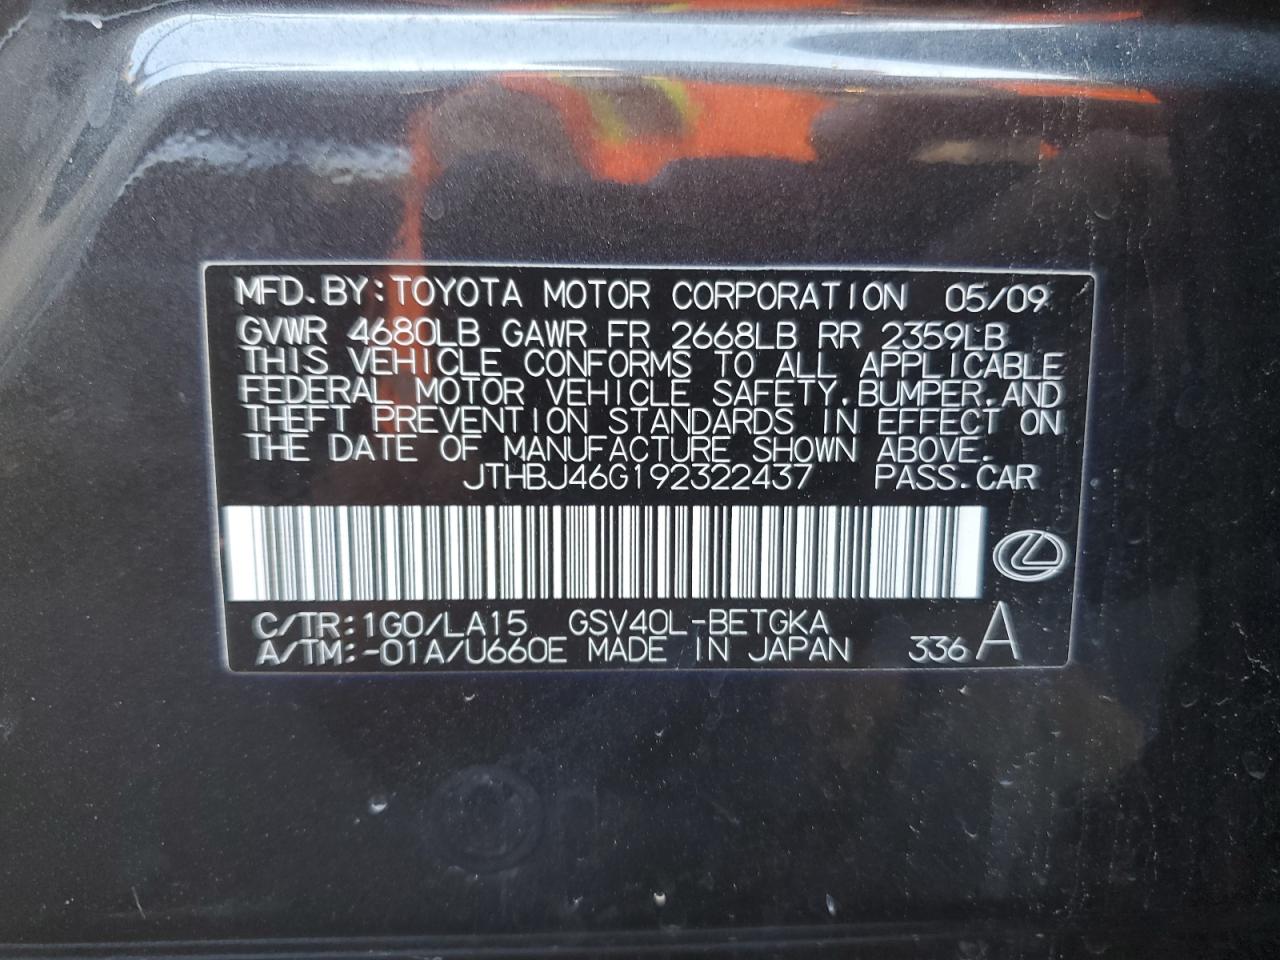 MFD. BY: TOYOTA MOTOR CORPORATION 05/09
GVWR 4680LB GAWR FR 2668LB RR 2359LB
THIS VEHICLE CONFORMS TO ALL APPLICABLE
FEDERAL MOTOR VEHICLE SAFETY, BUMPER, AND
THEFT PREVENTION STANDARDS IN EFFECT ON
THE DATE OF MANUFACTURE SHOWN ABOVE.
JTHBJ46G192322437 PASS. CAR
C/TR: 1G0/LA15 GSV40L-BETGKA
A/TM: -01A/U660E MADE IN JAPAN 336 A